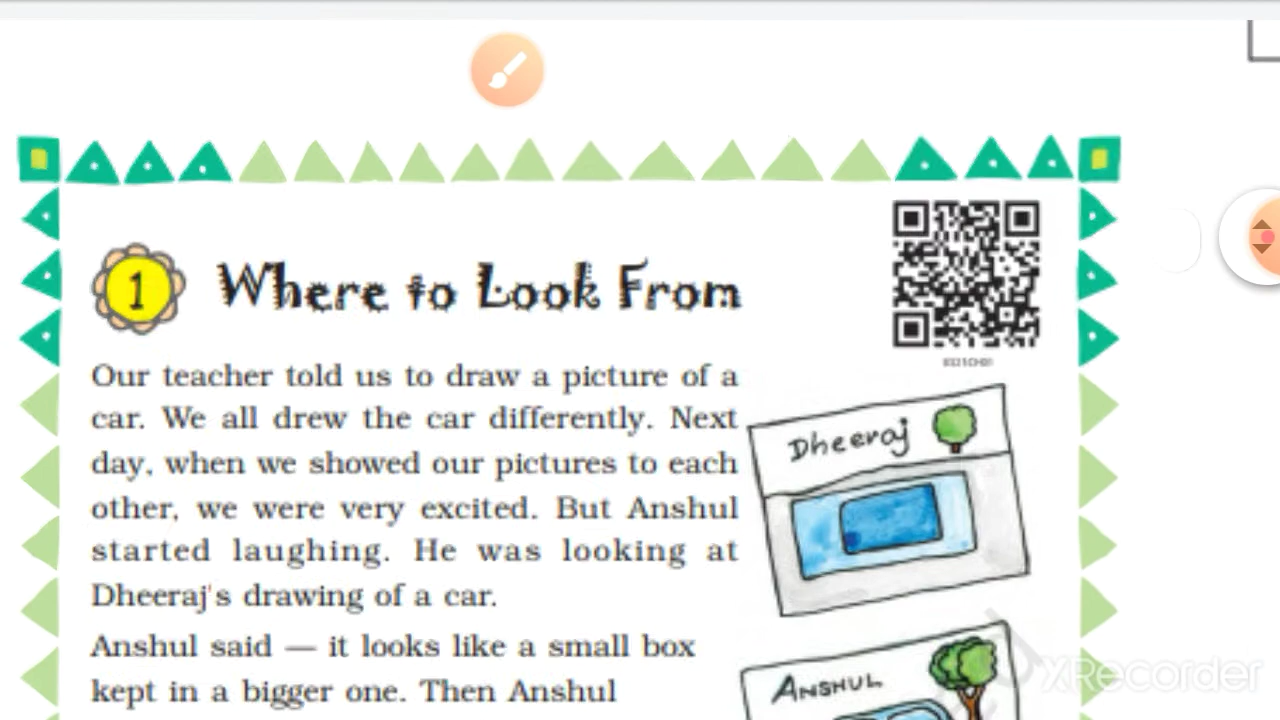 1 Where to Look From
0321CH01
Our teacher told us to draw a picture of a
car. We all drew the car differently. Next
day, when we showed our pictures to each
other, we were very excited. But Anshul
started laughing. He was looking at
Dheeraj's drawing of a car.
Dheeraj
Anshul said — it looks like a small box
kept in a bigger one. Then Anshul
ANSHUL
XRecorder